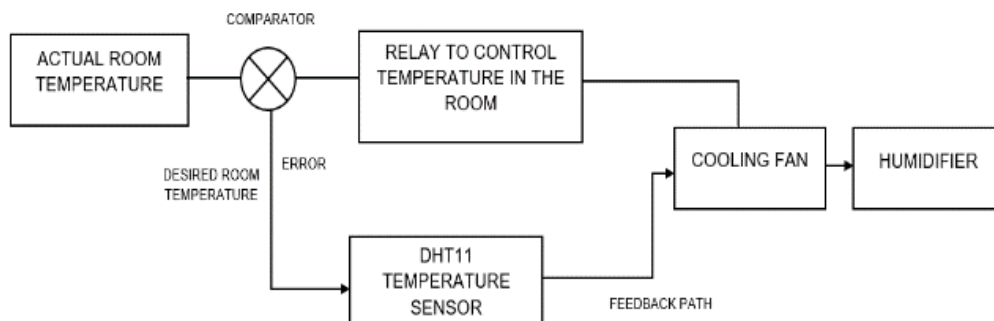 COMPARATOR
ACTUAL ROOM
TEMPERATURE
RELAY TO CONTROL
TEMPERATURE IN THE
ROOM
COOLING FAN
HUMIDIFIER
ERROR
DESIRED ROOM
TEMPERATURE
DHT11
TEMPERATURE
SENSOR
FEEDBACK PATH